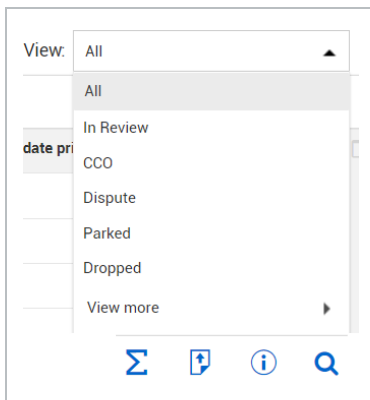 View: All
All
In Review
date pri
CCO
Dispute
Parked
Dropped
View more